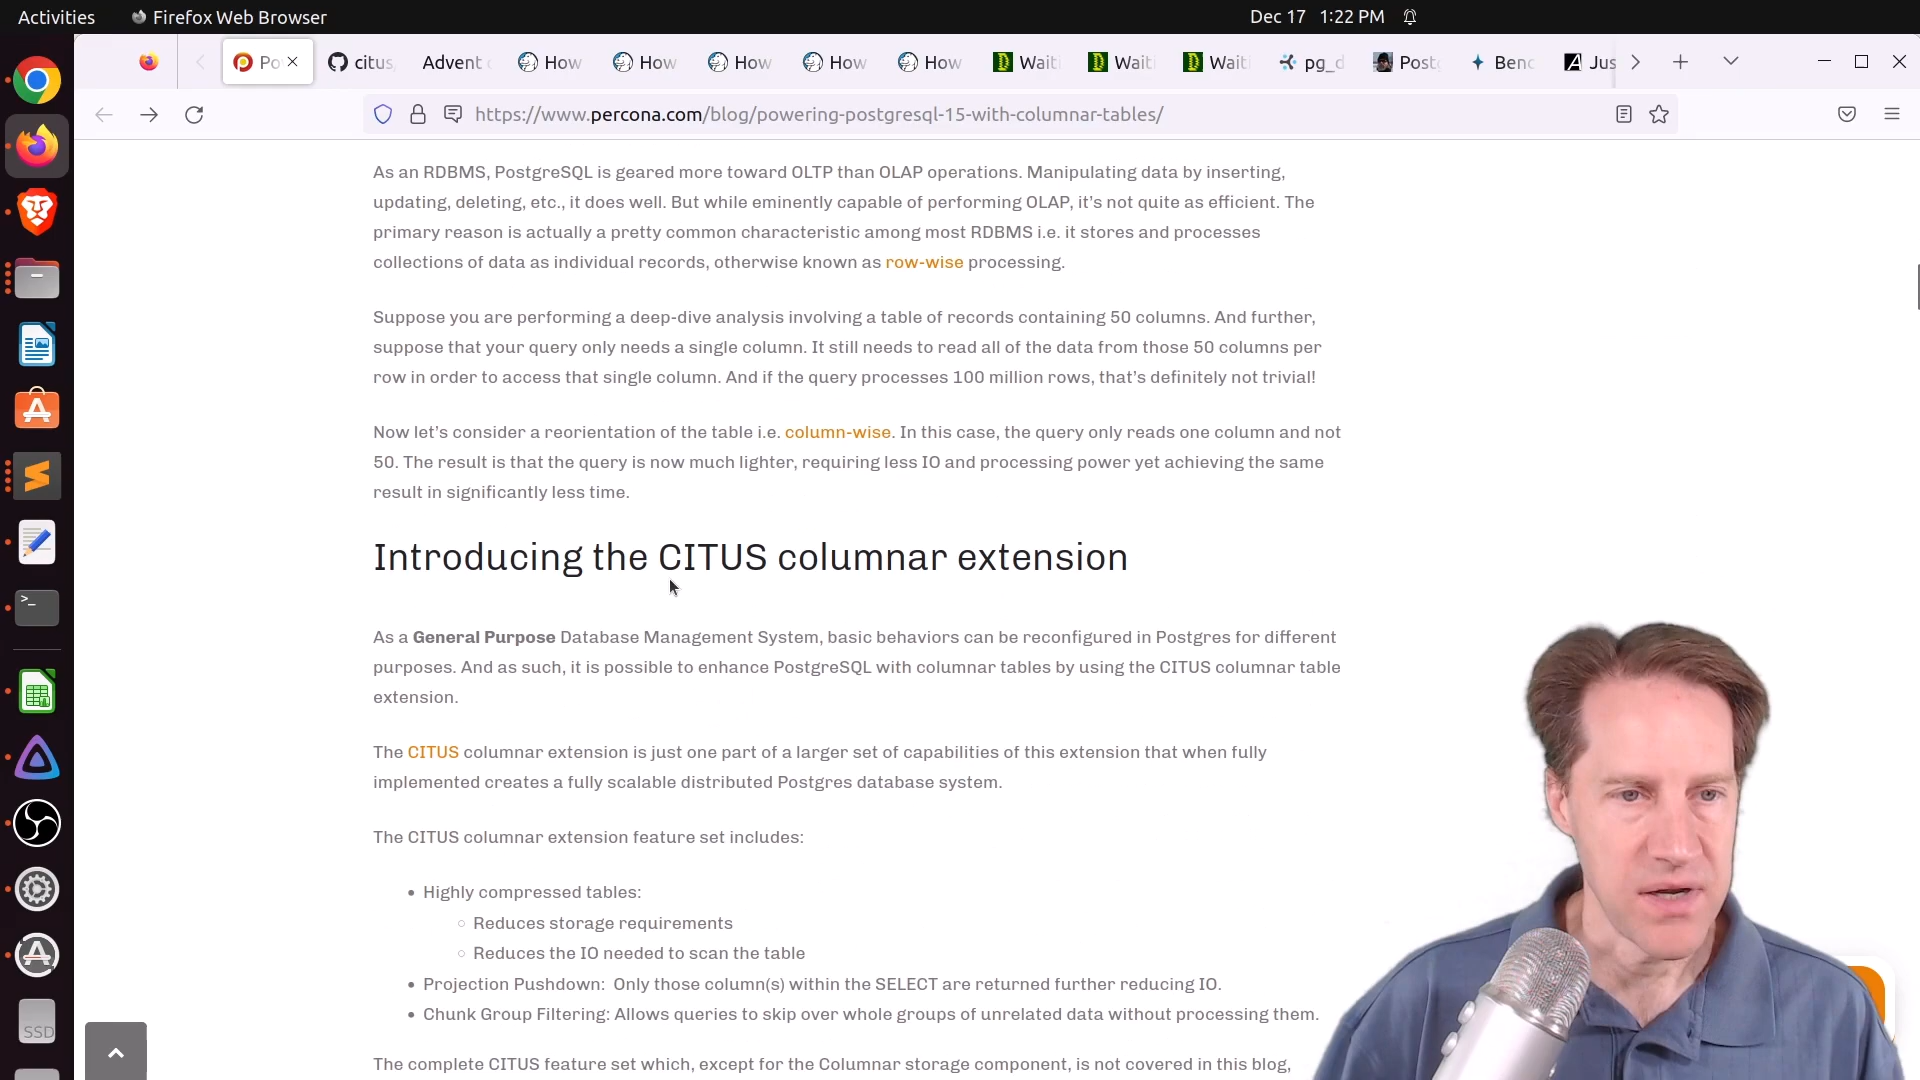 Activities Firefox Web Browser Dec 17 1:22 PM
Po citus Advent How How How How How Wait Wait Wait pg_d Postg Benc Jus
https://www.percona.com/blog/powering-postgresql-15-with-columnar-tables/
As an RDBMS, PostgreSQL is geared more toward OLTP than OLAP operations. Manipulating data by inserting,
updating, deleting, etc., it does well. But while eminently capable of performing OLAP, it's not quite as efficient. The
primary reason is actually a pretty common characteristic among most RDBMS i.e. it stores and processes
collections of data as individual records, otherwise known as row-wise processing.
Suppose you are performing a deep-dive analysis involving a table of records containing 50 columns. And further,
suppose that your query only needs a single column. It still needs to read all of the data from those 50 columns per
row in order to access that single column. And if the query processes 100 million rows, that's definitely not trivial!
Now let's consider a reorientation of the table i.e. column-wise. In this case, the query only reads one column and not
50. The result is that the query is now much lighter, requiring less IO and processing power yet achieving the same
result in significantly less time.
Introducing the CITUS columnar extension
As a General Purpose Database Management System, basic behaviors can be reconfigured in Postgres for different
purposes. And as such, it is possible to enhance PostgreSQL with columnar tables by using the CITUS columnar table
extension.
The CITUS columnar extension is just one part of a larger set of capabilities of this extension that when fully
implemented creates a fully scalable distributed Postgres database system.
The CITUS columnar extension feature set includes:
• Highly compressed tables:
○ Reduces storage requirements
○ Reduces the IO needed to scan the table
• Projection Pushdown: Only those column(s) within the SELECT are returned further reducing IO.
• Chunk Group Filtering: Allows queries to skip over whole groups of unrelated data without processing them.
The complete CITUS feature set which, except for the Columnar storage component, is not covered in this blog,
SSD